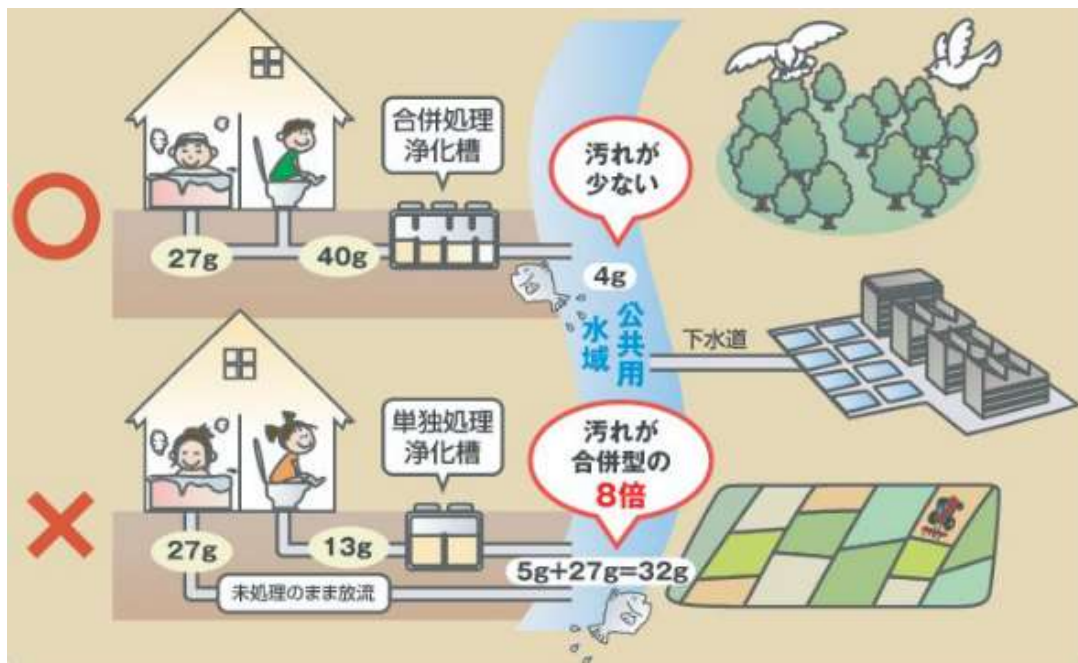 合併処理
浄化槽
汚れが
少ない
27g
40g
4g
公共用
水域
下水道
単独処理
浄化槽
汚れが
合併型の
8倍
27g
13g
5g+27g=32g
未処理のまま放流